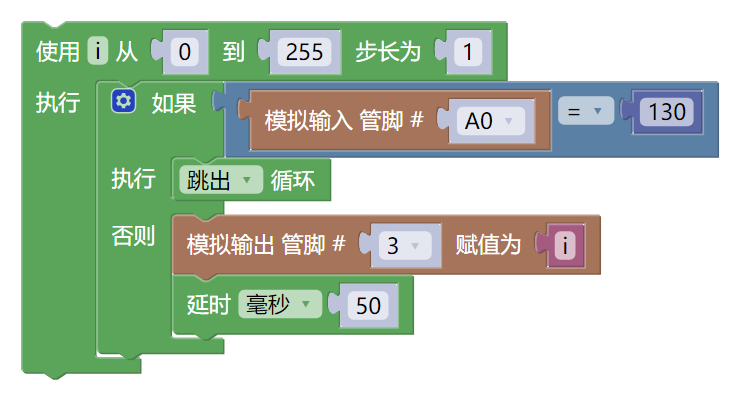 使用 i 从 0 到 255 步长为 1
执行 如果 模拟输入 管脚 # A0 = 130
执行 跳出 循环
否则 模拟输出 管脚 # 3 赋值为 i
延时 毫秒 50